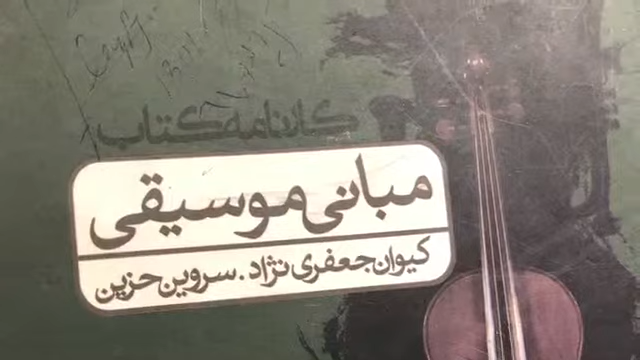 کارنامه کتاب
مبانی موسیقی
کیوان جعفری نژاد . سروین حزین